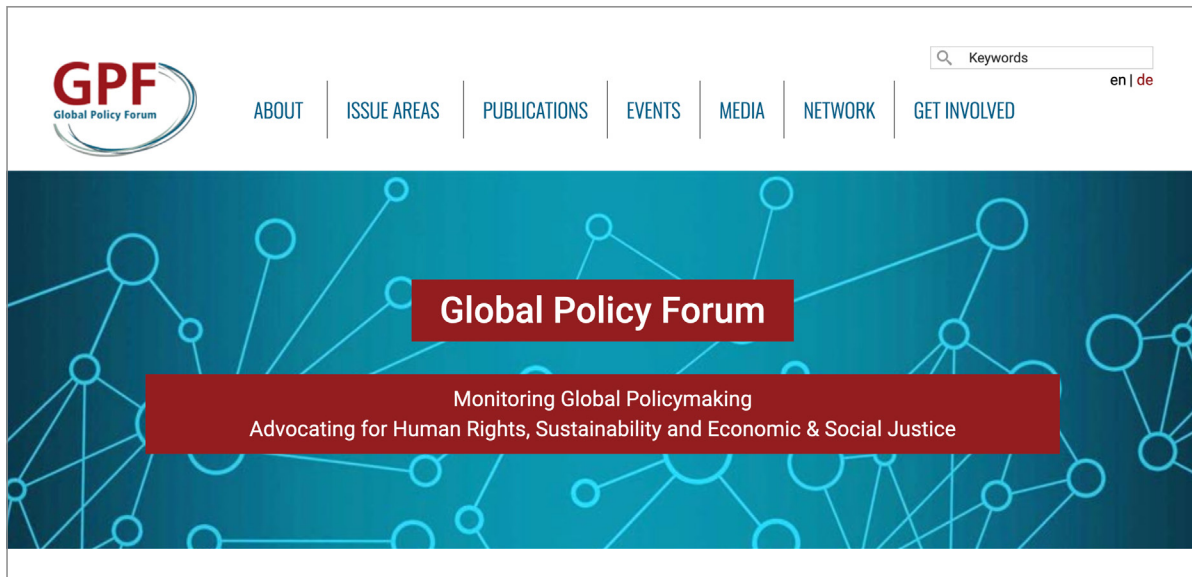 GPF
Global Policy Forum
Keywords
en | de
ABOUT
ISSUE AREAS
PUBLICATIONS
EVENTS
MEDIA
NETWORK
GET INVOLVED
Global Policy Forum
Monitoring Global Policymaking
Advocating for Human Rights, Sustainability and Economic & Social Justice